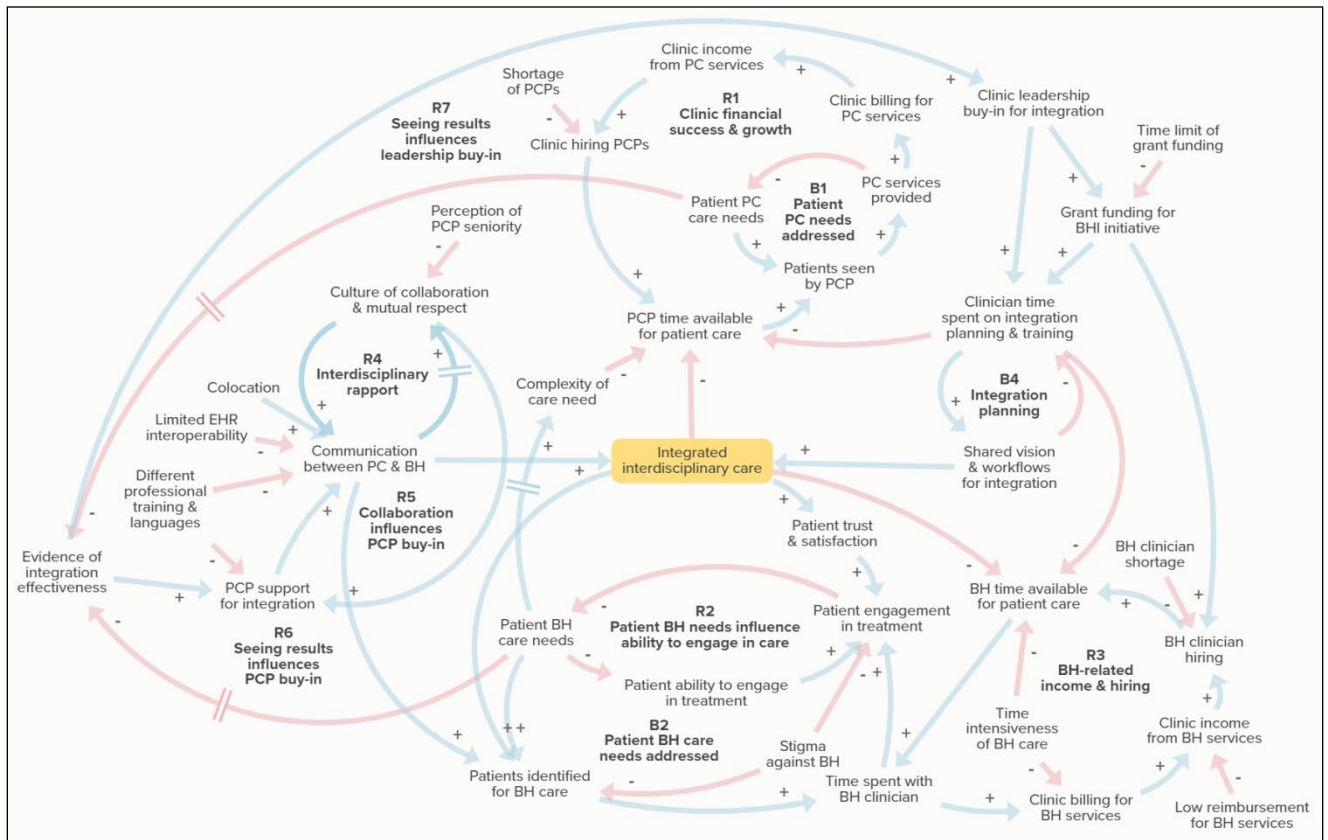 Clinic income
from PC services
+
Shortage
of PCPs
-
+
R7
Seeing results
influences
leadership buy-in
R1
Clinic financial
success & growth
Clinic billing for
PC services
+
Clinic leadership
buy-in for integration
Clinic hiring PCPs
+
Time limit of
grant funding
-
-
+
Patient PC
care needs
B1
Patient
PC needs
addressed
PC services
provided
+
Grant funding for
BHI initiative
Perception of
PCP seniority
-
+
+
Patients seen
by PCP
+
+
+
Culture of collaboration
& mutual respect
PCP time available
for patient care
+
-
Clinician time
spent on integration
planning & training
R4
Interdisciplinary
rapport
+
Complexity of
care need
-
-
B4
Integration
planning
+
-
Colocation
+
Limited EHR
interoperability
+
-
Communication
between PC & BH
+
+
Integrated
interdisciplinary care
+
Shared vision
& workflows
for integration
Different
professional
training &
languages
-
+
R5
Collaboration
influences
PCP buy-in
+
Patient trust
& satisfaction
-
Evidence of
integration
effectiveness
-
+
PCP support
for integration
+
+
-
-
BH clinician
shortage
-
+
BH time available
for patient care
+
Patient BH
care needs
-
R2
Patient BH needs influence
ability to engage in care
Patient engagement
in treatment
-
R6
Seeing results
influences
PCP buy-in
-
Patient ability to engage
in treatment
+
-
+
-
R3
BH-related
income & hiring
BH clinician
hiring
+
++
B2
Patient BH care
needs addressed
Stigma
against BH
+
Time
intensiveness
of BH care
+
Clinic income
from BH services
Patients identified
for BH care
-
+
Time spent with
BH clinician
+
-
Clinic billing for
BH services
+
-
Low reimbursement
for BH services